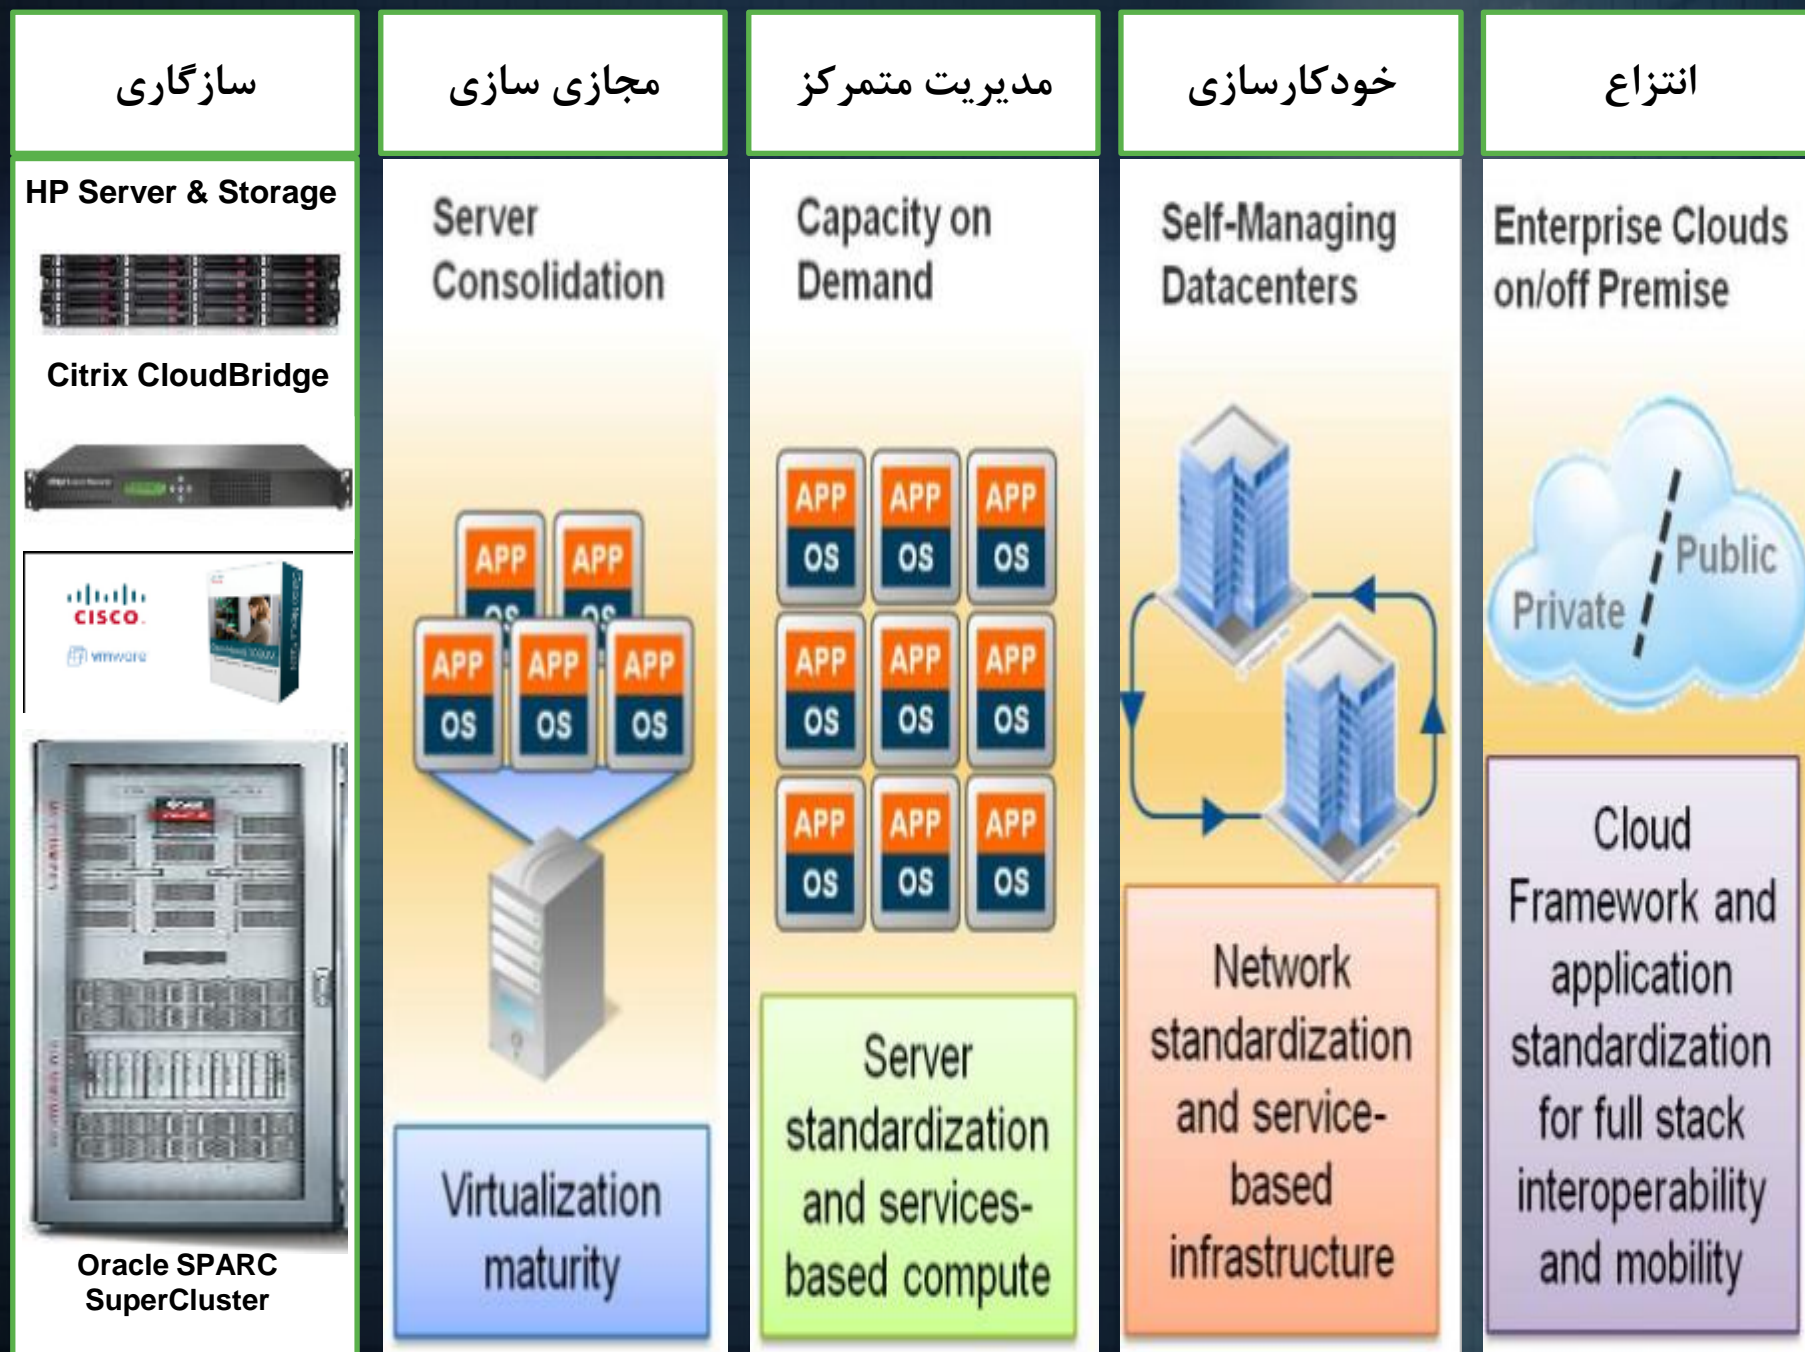 سازگاری
HP Server & Storage
Citrix CloudBridge
CISCO
vmware
Oracle SPARC
SuperCluster
مجازی سازی
Server
Consolidation
APP
APP
OS
OS
APP
APP
APP
OS
OS
OS
Virtualization
maturity
مدیریت متمرکز
Capacity on
Demand
APP
APP
APP
OS
OS
OS
APP
APP
APP
OS
OS
OS
APP
APP
APP
OS
OS
OS
Server
standardization
and services-
based compute
خودکارسازی
Self-Managing
Datacenters
Network
standardization
and service-
based
infrastructure
انتزاع
Enterprise Clouds
on/off Premise
Public
Private
Cloud
Framework and
application
standardization
for full stack
interoperability
and mobility